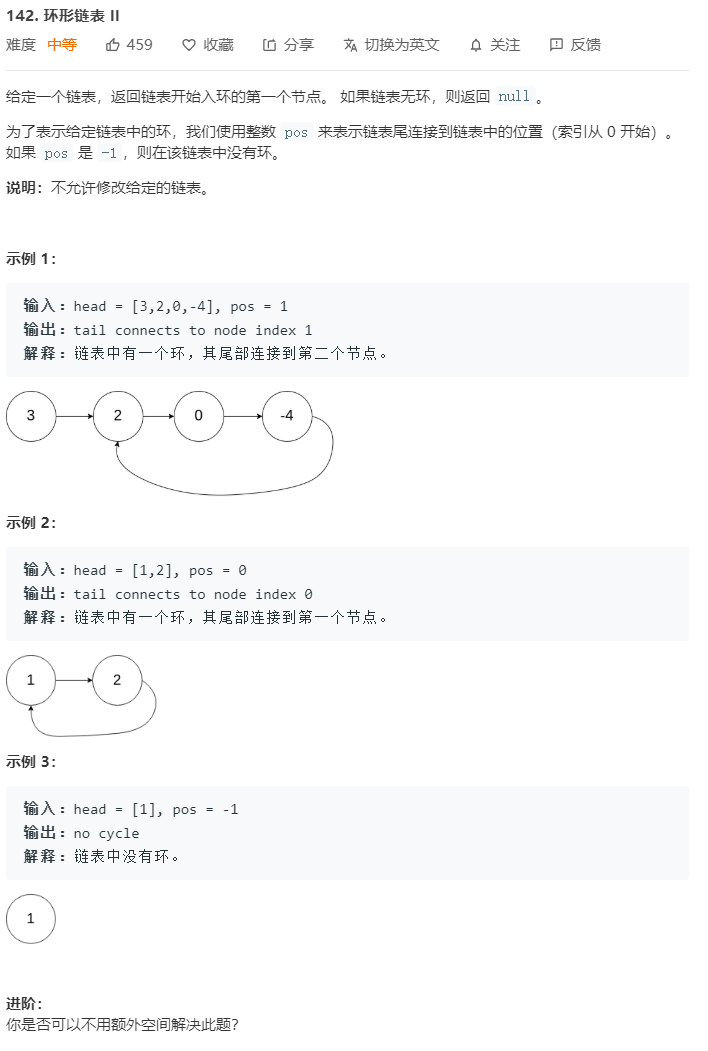 142. 环形链表 II
难度 中等 459 收藏 分享 切换为英文 关注 反馈
给定一个链表，返回链表开始入环的第一个节点。 如果链表无环，则返回 null。
为了表示给定链表中的环，我们使用整数 pos 来表示链表尾连接到链表中的位置（索引从 0 开始）。
如果 pos 是 -1，则在该链表中没有环。
说明：不允许修改给定的链表。
示例 1：
输入：head = [3,2,0,-4], pos = 1
输出：tail connects to node index 1
解释：链表中有一个环，其尾部连接到第二个节点。
3 2 0 -4
示例 2：
输入：head = [1,2], pos = 0
输出：tail connects to node index 0
解释：链表中有一个环，其尾部连接到第一个节点。
1 2
示例 3：
输入：head = [1], pos = -1
输出：no cycle
解释：链表中没有环。
1
进阶：
你是否可以不用额外空间解决此题？